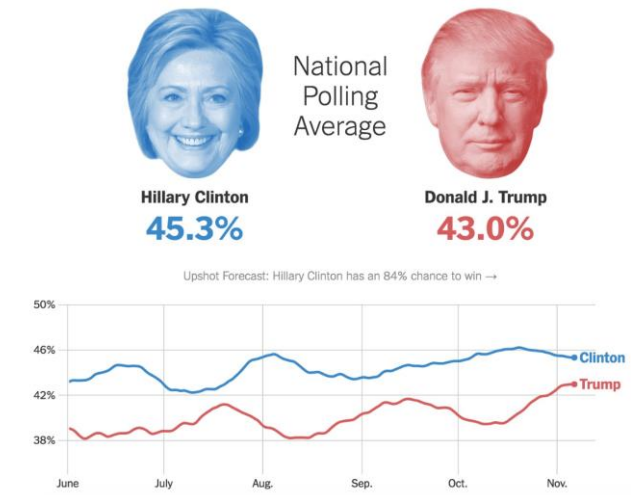 National
Polling
Average
Hillary Clinton
45.3%
Donald J. Trump
43.0%
Upshot Forecast: Hillary Clinton has an 84% chance to win →
50%
46%
42%
38%
Clinton
Trump
June July Aug. Sep. Oct. Nov.